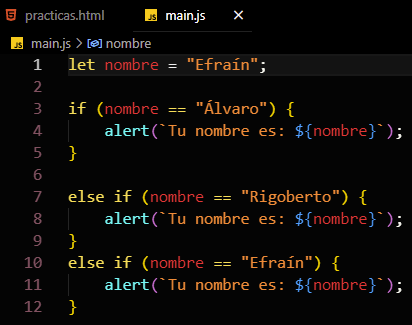 practicas.html JS main.js ×
JS main.js > nombre
1 let nombre = "Efraín";
2
3 if (nombre == "Álvaro") {
4     alert(`Tu nombre es: ${nombre}`);
5 }
6
7 else if (nombre == "Rigoberto") {
8     alert(`Tu nombre es: ${nombre}`);
9 }
10 else if (nombre == "Efraín") {
11     alert(`Tu nombre es: ${nombre}`);
12 }